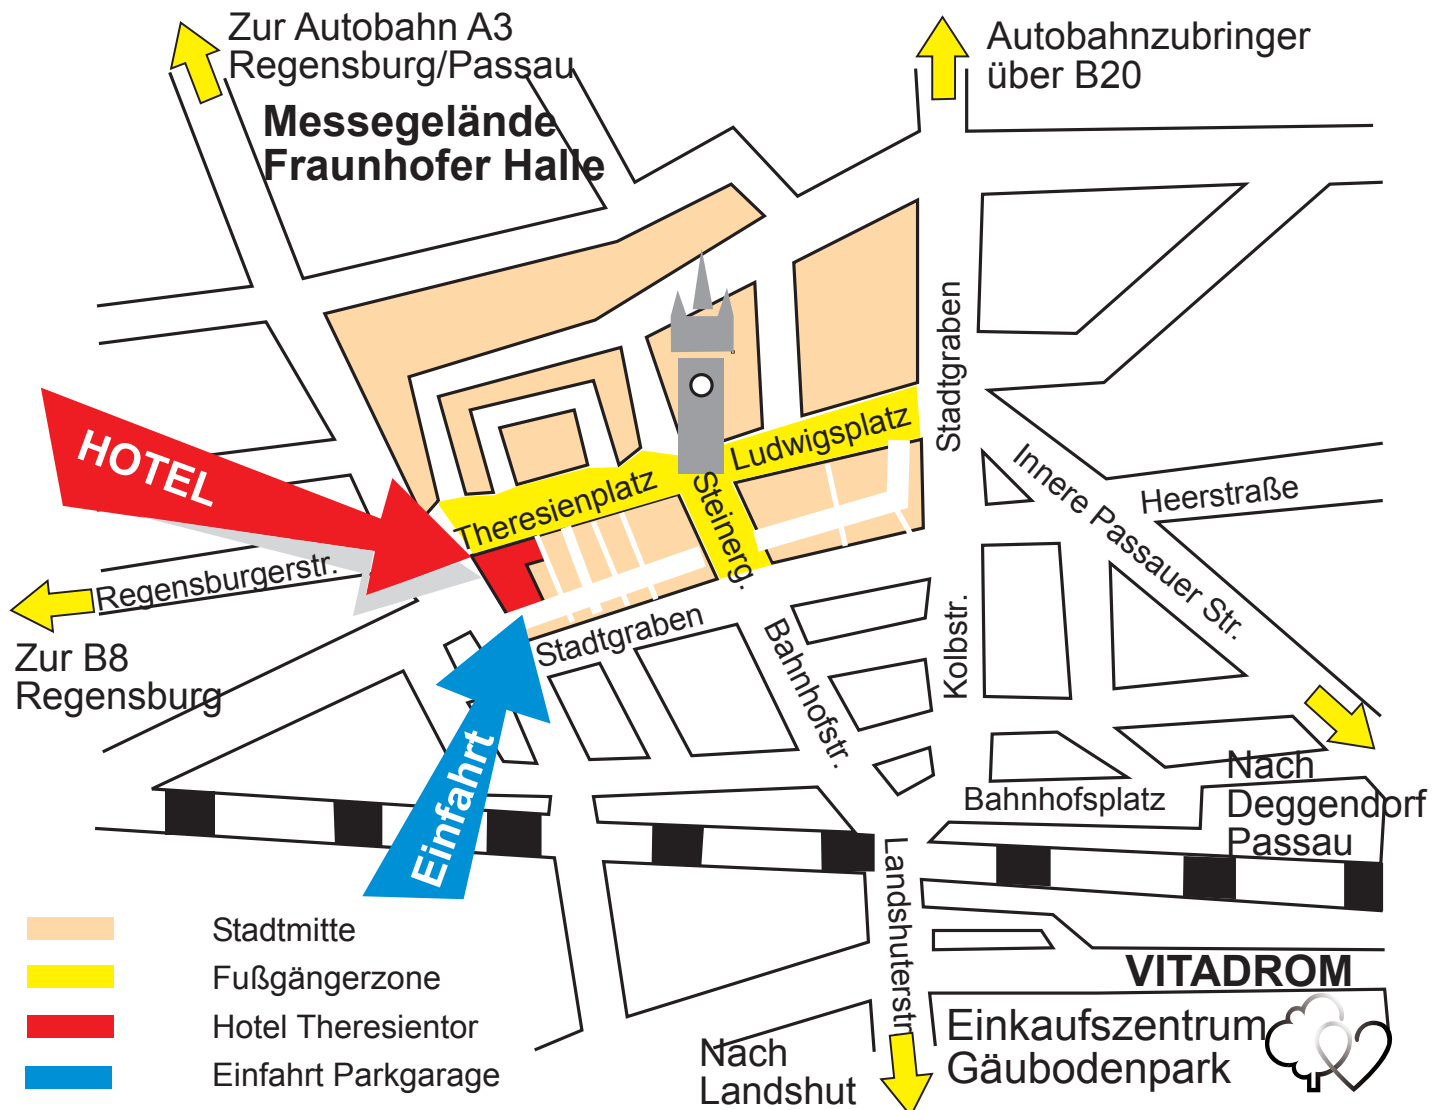 Zur Autobahn A3
Regensburg/Passau
Messegelände
Fraunhofer Halle
Autobahnzubringer
über B20
Stadtgraben
HOTEL
Ludwigsplatz
Theresienplatz
Steinerg.
Innere Passauer Str.
Heerstraße
Regensburgerstr.
Zur B8
Regensburg
Stadtgraben
Bahnhofstr.
Kolbstr.
Einfahrt
Bahnhofsplatz
Nach
Deggendorf
Passau
Landshuterstr
Stadtmitte
Fußgängerzone
Hotel Theresientor
Einfahrt Parkgarage
VITADROM
Einkaufszentrum
Gäubodenpark
Nach
Landshut